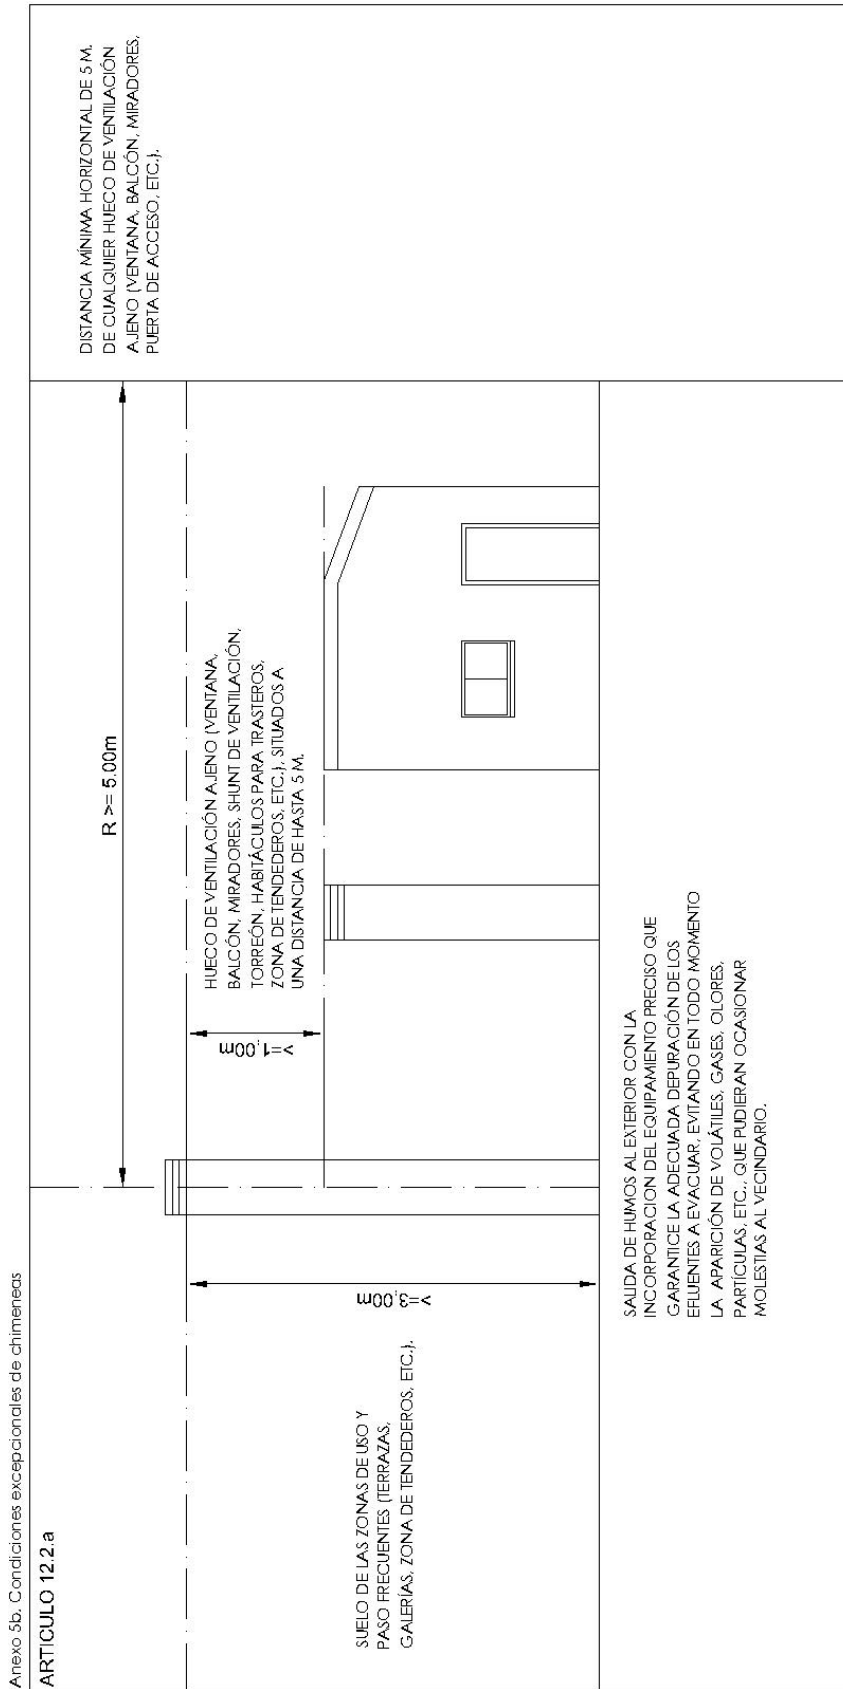 Anexo 5b. Condiciones excepcionales de chimeneas
ARTICULO 12.2.a
SUELO DE LAS ZONAS DE USO Y
PASO FRECUENTES (TERRAZAS,
GALERÍAS, ZONA DE TENDEDEROS, ETC.).
>=3,00m
>=1,00m
R >= 5.00m
HUECO DE VENTILACIÓN AJENO (VENTANA,
BALCÓN, MIRADORES, SHUNT DE VENTILACIÓN,
TORREÓN, HABITÁCULOS PARA TRASTEROS,
ZONA DE TENDEDEROS, ETC.), SITUADOS A
UNA DISTANCIA DE HASTA 5 M.
DISTANCIA MÍNIMA HORIZONTAL DE 5 M.
DE CUALQUIER HUECO DE VENTILACIÓN
AJENO (VENTANA, BALCÓN, MIRADORES,
PUERTA DE ACCESO, ETC.).
SALIDA DE HUMOS AL EXTERIOR CON LA
INCORPORACION DEL EQUIPAMIENTO PRECISO QUE
GARANTICE LA ADECUADA DEPURACIÓN DE LOS
EFLUENTES A EVACUAR, EVITANDO EN TODO MOMENTO
LA APARICIÓN DE VOLÁTILES, GASES, OLORES,
PARTÍCULAS, ETC., QUE PUDIERAN OCASIONAR
MOLESTIAS AL VECINDARIO.